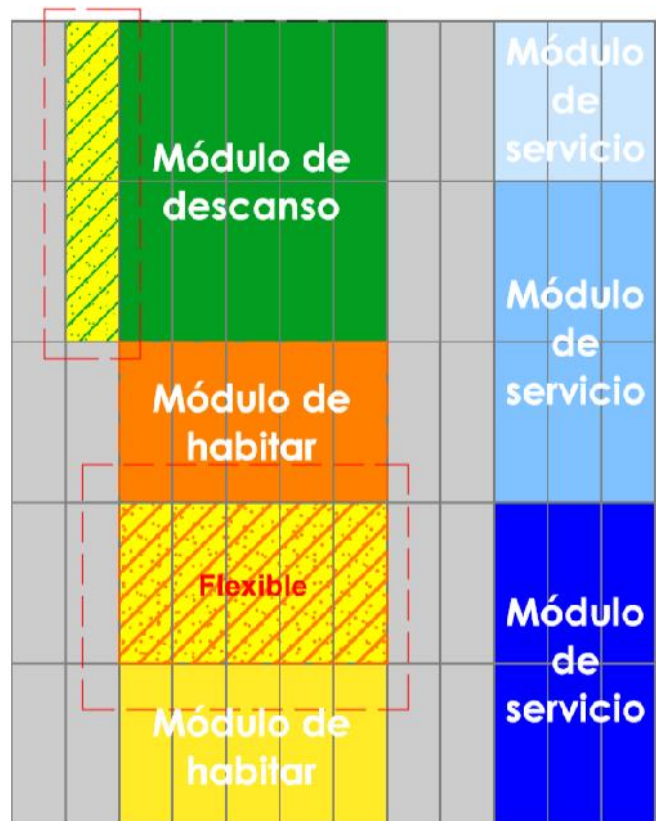 Módulo de
descanso
Módulo de
habitar
Flexible
Módulo de
habitar
Módulo
de
servicio
Módulo
de
servicio
Módulo
de
servicio